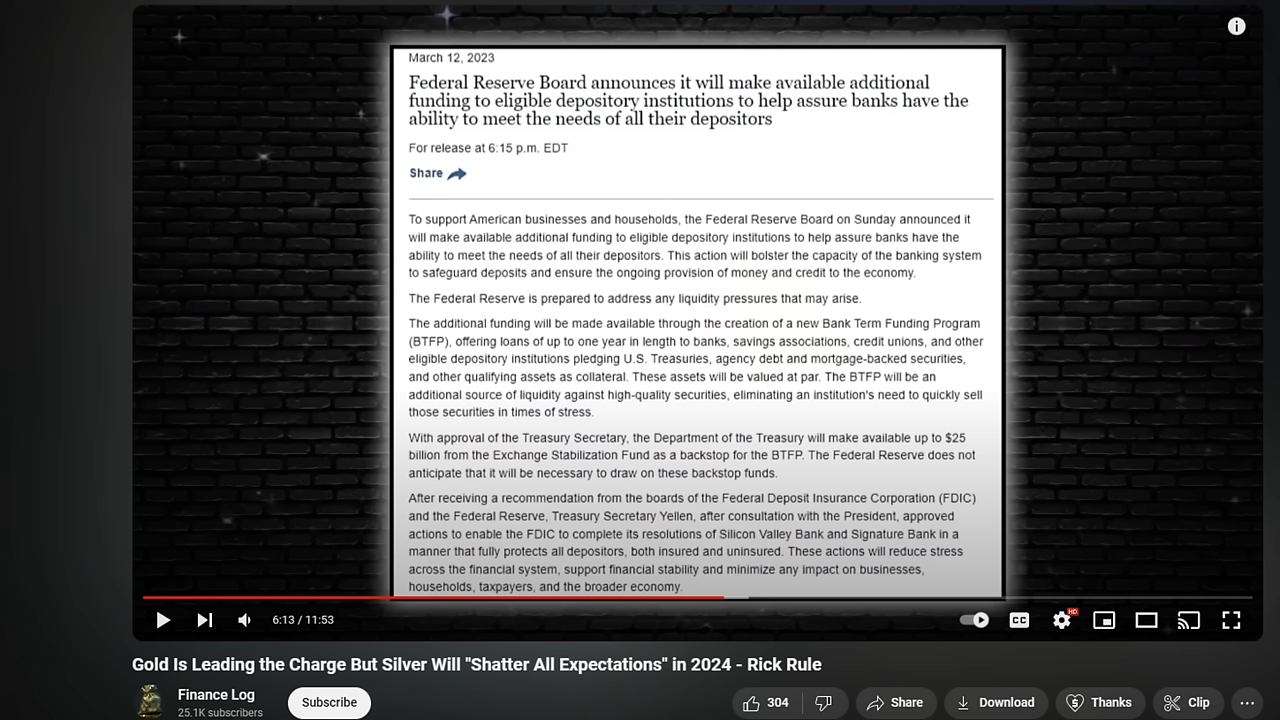 March 12, 2023
Federal Reserve Board announces it will make available additional
funding to eligible depository institutions to help assure banks have the
ability to meet the needs of all their depositors
For release at 6:15 p.m. EDT
Share
To support American businesses and households, the Federal Reserve Board on Sunday announced it
will make available additional funding to eligible depository institutions to help assure banks have the
ability to meet the needs of all their depositors. This action will bolster the capacity of the banking system
to safeguard deposits and ensure the ongoing provision of money and credit to the economy.
The Federal Reserve is prepared to address any liquidity pressures that may arise.
The additional funding will be made available through the creation of a new Bank Term Funding Program
(BTFP), offering loans of up to one year in length to banks, savings associations, credit unions, and other
eligible depository institutions pledging U.S. Treasuries, agency debt and mortgage-backed securities,
and other qualifying assets as collateral. These assets will be valued at par. The BTFP will be an
additional source of liquidity against high-quality securities, eliminating an institution's need to quickly sell
those securities in times of stress.
With approval of the Treasury Secretary, the Department of the Treasury will make available up to $25
billion from the Exchange Stabilization Fund as a backstop for the BTFP. The Federal Reserve does not
anticipate that it will be necessary to draw on these backstop funds.
After receiving a recommendation from the boards of the Federal Deposit Insurance Corporation (FDIC)
and the Federal Reserve, Treasury Secretary Yellen, after consultation with the President, approved
actions to enable the FDIC to complete its resolutions of Silicon Valley Bank and Signature Bank in a
manner that fully protects all depositors, both insured and uninsured. These actions will reduce stress
across the financial system, support financial stability and minimize any impact on businesses,
households, taxpayers, and the broader economy.
6:13 / 11:53
CC
HD
Gold Is Leading the Charge But Silver Will "Shatter All Expectations" in 2024 - Rick Rule
Finance Log
25.1K subscribers
Subscribe
304
Share
Download
Thanks
Clip